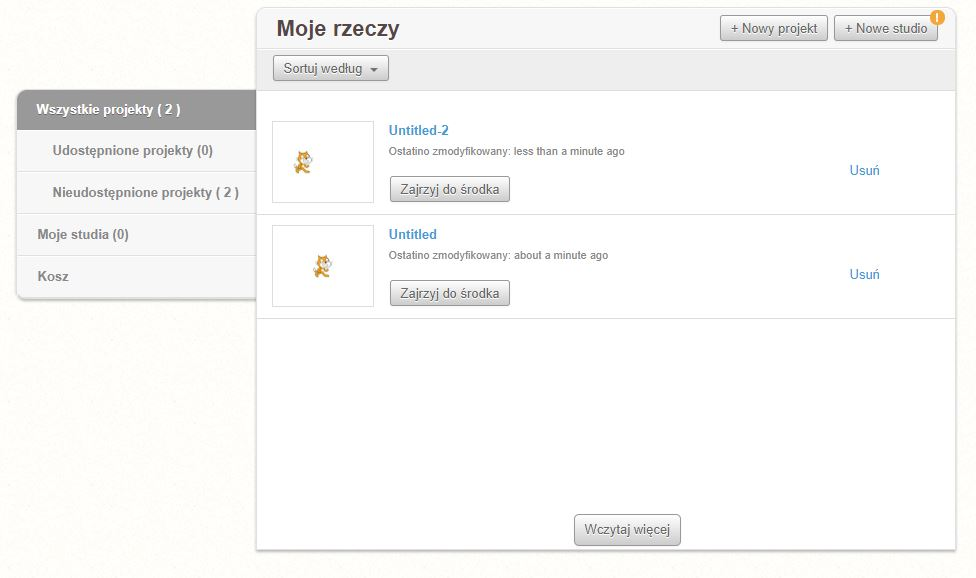 Moje rzeczy
+ Nowy projekt
+ Nowe studio
!
Sortuj według
Wszystkie projekty ( 2 )
Udostępnione projekty (0)
Nieudostępnione projekty ( 2 )
Moje studia (0)
Kosz
Untitled-2
Ostatino zmodyfikowany: less than a minute ago
Zajrzyj do środka
Usuń
Untitled
Ostatino zmodyfikowany: about a minute ago
Zajrzyj do środka
Usuń
Wczytaj więcej